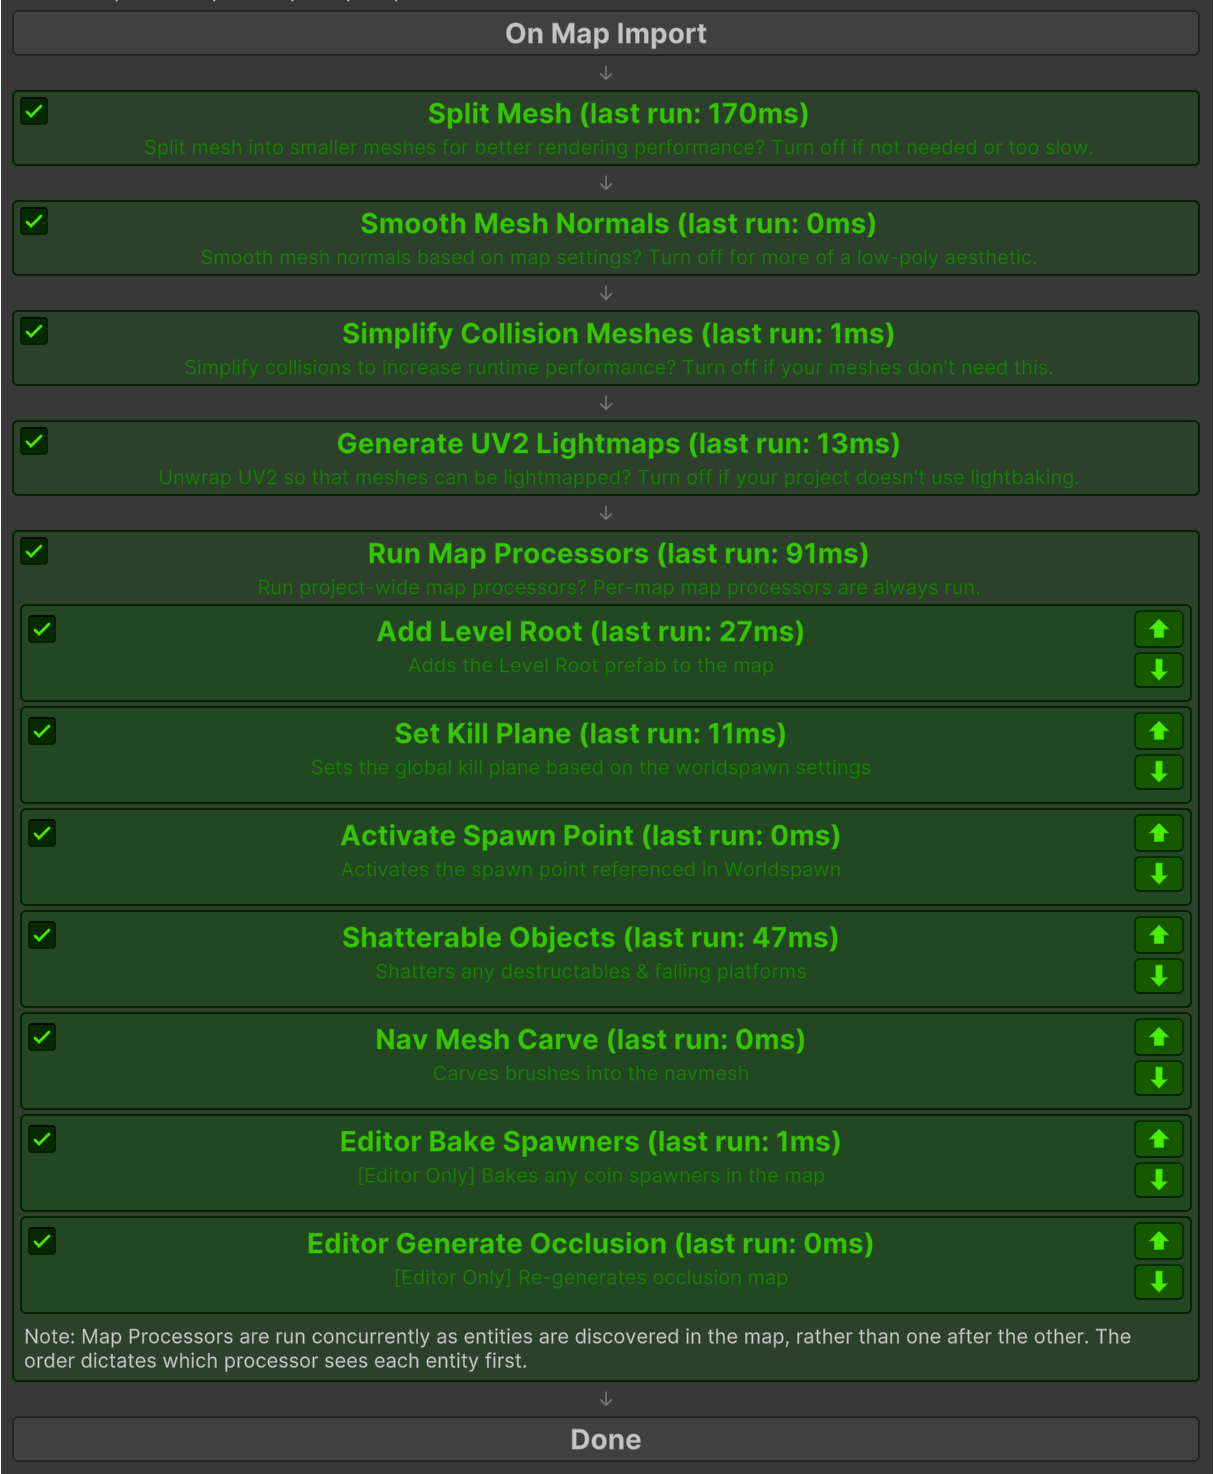 On Map Import
↓
Split Mesh (last run: 170ms)
Split mesh into smaller meshes for better rendering performance? Turn off if not needed or too slow.
↓
Smooth Mesh Normals (last run: 0ms)
Smooth mesh normals based on map settings? Turn off for more of a low-poly aesthetic.
↓
Simplify Collision Meshes (last run: 1ms)
Simplify collisions to increase runtime performance? Turn off if your meshes don't need this.
↓
Generate UV2 Lightmaps (last run: 13ms)
Unwrap UV2 so that meshes can be lightmapped? Turn off if your project doesn't use lightbaking.
↓
Run Map Processors (last run: 91ms)
Run project-wide map processors? Per-map map processors are always run.
Add Level Root (last run: 27ms)
Adds the Level Root prefab to the map
Set Kill Plane (last run: 11ms)
Sets the global kill plane based on the worldspawn settings
Activate Spawn Point (last run: 0ms)
Activates the spawn point referenced in Worldspawn
Shatterable Objects (last run: 47ms)
Shatters any destructables & falling platforms
Nav Mesh Carve (last run: 0ms)
Carves brushes into the navmesh
Editor Bake Spawners (last run: 1ms)
[Editor Only] Bakes any coin spawners in the map
Editor Generate Occlusion (last run: 0ms)
[Editor Only] Re-generates occlusion map
Note: Map Processors are run concurrently as entities are discovered in the map, rather than one after the other. The
order dictates which processor sees each entity first.
↓
Done